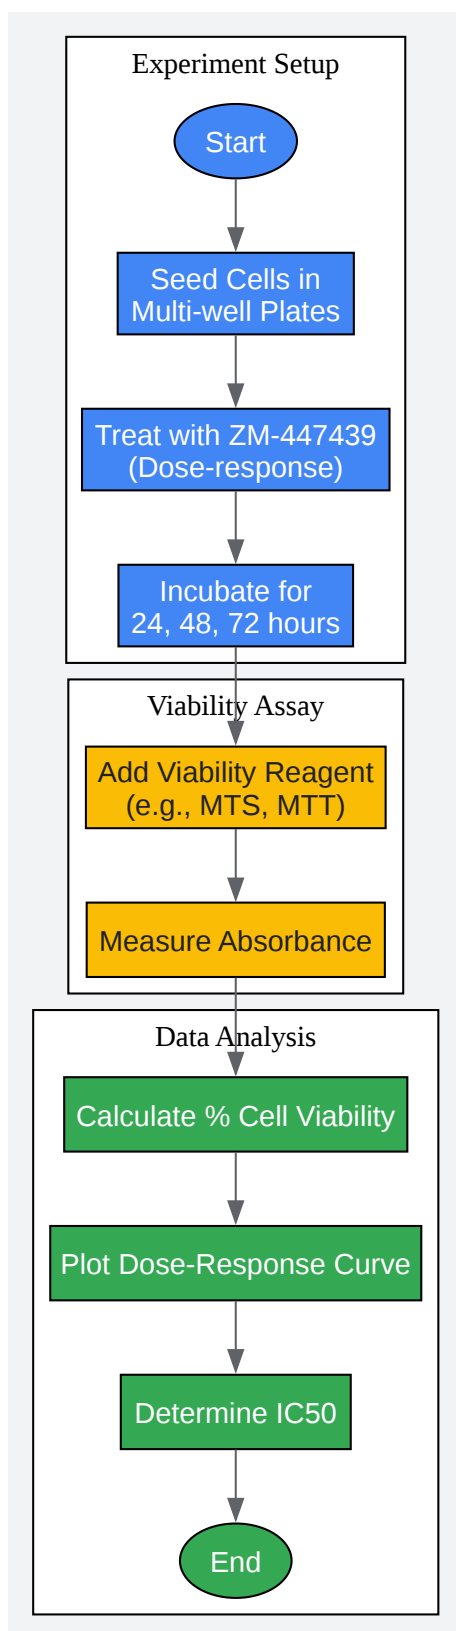 Experiment Setup
Start
Seed Cells in
Multi-well Plates
Treat with ZM-447439
(Dose-response)
Incubate for
24, 48, 72 hours
Viability Assay
Add Viability Reagent
(e.g., MTS, MTT)
Measure Absorbance
Data Analysis
Calculate % Cell Viability
Plot Dose-Response Curve
Determine IC50
End